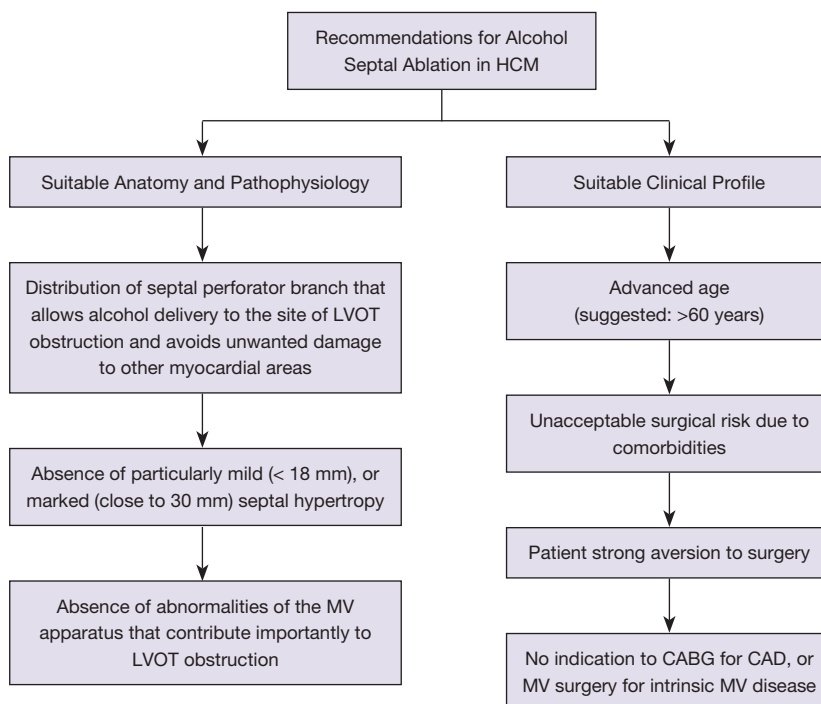 Recommendations for Alcohol
Septal Ablation in HCM
Suitable Anatomy and Pathophysiology
Distribution of septal perforator branch that
allows alcohol delivery to the site of LVOT
obstruction and avoids unwanted damage
to other myocardial areas
Absence of particularly mild (< 18 mm), or
marked (close to 30 mm) septal hypertropy
Absence of abnormalities of the MV
apparatus that contribute importantly to
LVOT obstruction
Suitable Clinical Profile
Advanced age
(suggested: >60 years)
Unacceptable surgical risk due to
comorbidities
Patient strong aversion to surgery
No indication to CABG for CAD, or
MV surgery for intrinsic MV disease